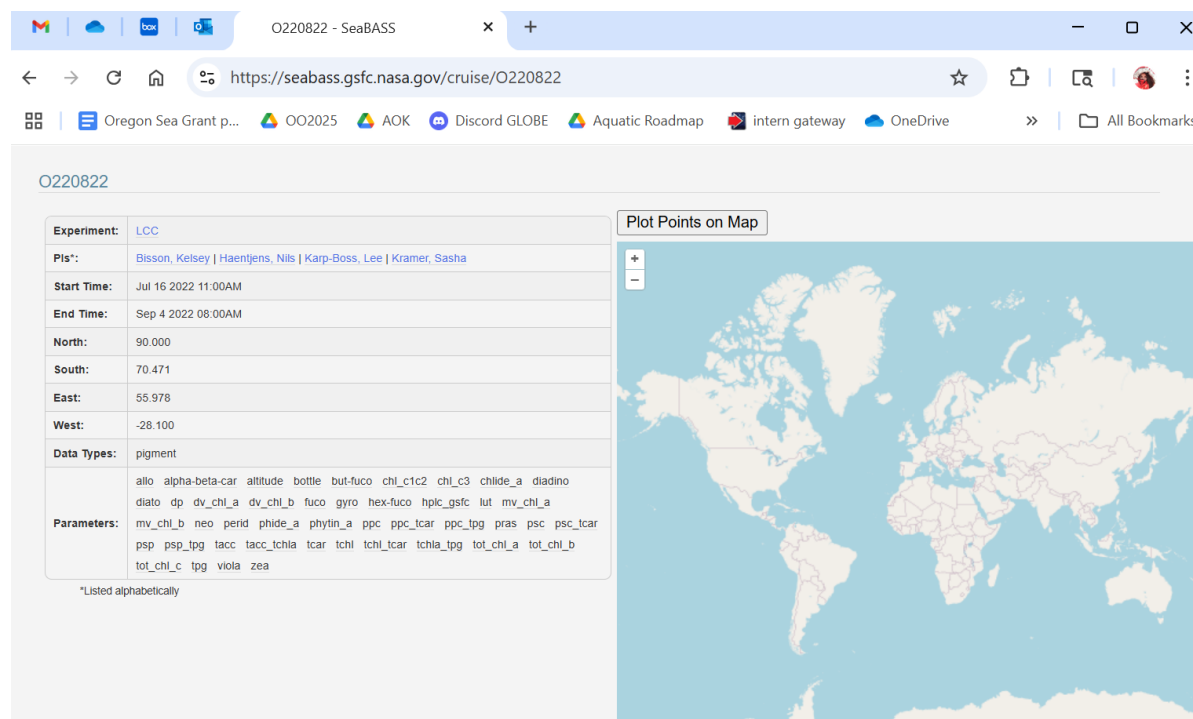 O220822 - SeaBASS
https://seabass.gsfc.nasa.gov/cruise/O220822
Oregon Sea Grant p... OO2025 AOK Discord GLOBE Aquatic Roadmap intern gateway OneDrive » All Bookmarks
O220822
Experiment: LCC
PIs*: Bisson, Kelsey | Haentjens, Nils | Karp-Boss, Lee | Kramer, Sasha
Start Time: Jul 16 2022 11:00AM
End Time: Sep 4 2022 08:00AM
North: 90.000
South: 70.471
East: 55.978
West: -28.100
Data Types: pigment
Parameters: allo alpha-beta-car altitude bottle but-fuco chl_c1c2 chl_c3 chlide_a diadino
diato dp dv_chl_a dv_chl_b fuco gyro hex-fuco hplc_gsfc lut mv_chl_a
mv_chl_b neo perid phide_a phytin_a ppc ppc_tcar ppc_tpg pras psc psc_tcar
psp psp_tpg tacc tacc_tchla tcar tchl tchl_tcar tchla_tpg tot_chl_a tot_chl_b
tot_chl_c tpg viola zea
*Listed alphabetically
Plot Points on Map
+
−
box